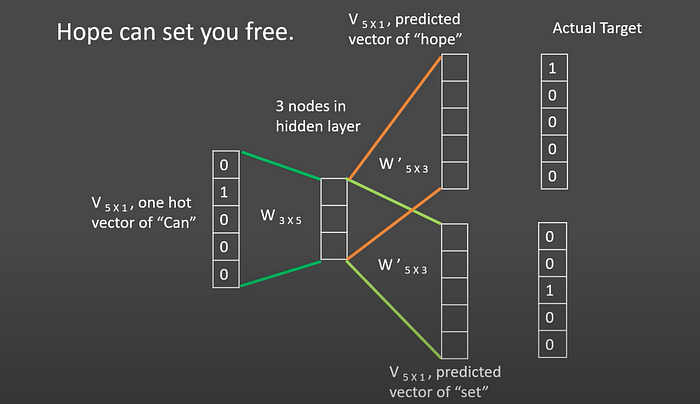 Hope can set you free.
V 5 X 1, predicted
vector of “hope”
Actual Target
3 nodes in
hidden layer
V 5 X 1, one hot
vector of “Can”
0
1
0
0
0
W 3 X 5
W’ 5 X 3
W’ 5 X 3
1
0
0
0
0
0
0
1
0
0
V 5 X 1, predicted
vector of “set”